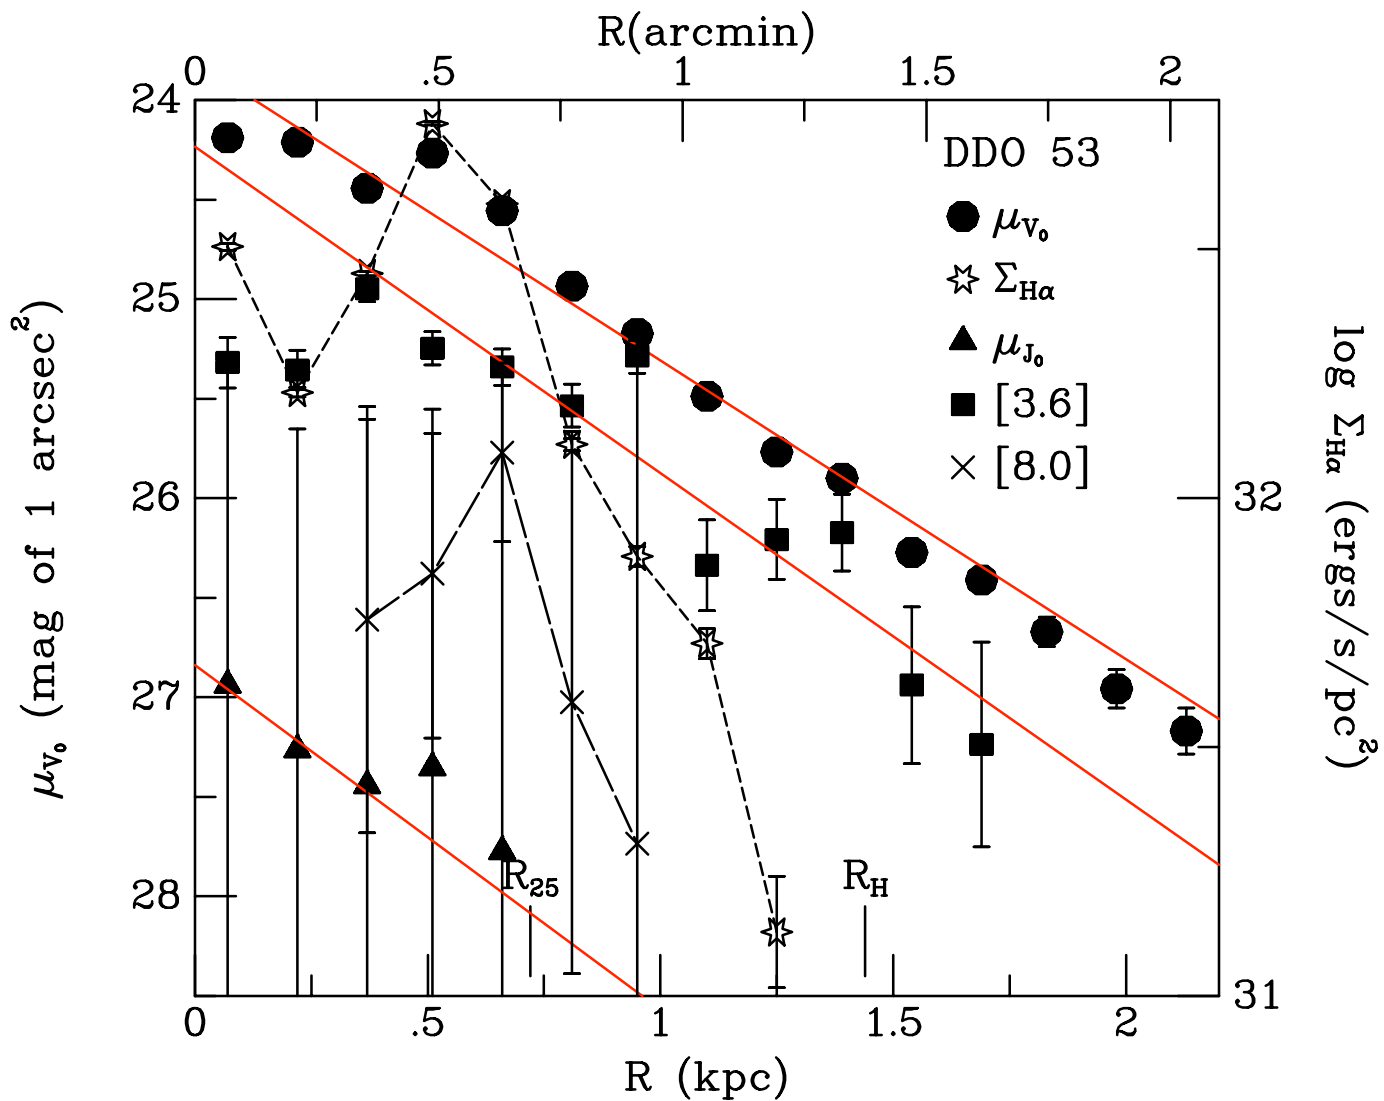 R(arcmin)
0 .5 1 1.5 2
24
25
26
27
28
μV₀ (mag of 1 arcsec²)
DDO 53
μV₀
ΣHα
μJ₀
[3.6]
[8.0]
R₂₅
RH
32
31
log ΣHα (ergs/s/pc²)
0 .5 1 1.5 2
R (kpc)